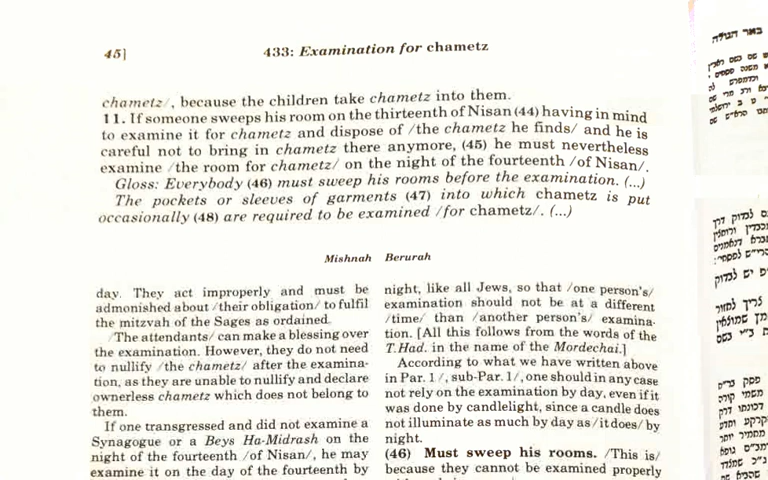 45]
433: Examination for chametz
chametz/, because the children take chametz into them.
11. If someone sweeps his room on the thirteenth of Nisan (44) having in mind
to examine it for chametz and dispose of /the chametz he finds/ and he is
careful not to bring in chametz there anymore, (45) he must nevertheless
examine /the room for chametz/ on the night of the fourteenth /of Nisan/.
Gloss: Everybody (46) must sweep his rooms before the examination. (...)
The pockets or sleeves of garments (47) into which chametz is put
occasionally (48) are required to be examined /for chametz/. (...)
Mishnah Berurah
day. They act improperly and must be
admonished about /their obligation/ to fulfil
the mitzvah of the Sages as ordained.
/The attendants/ can make a blessing over
the examination. However, they do not need
to nullify /the chametz/ after the examina-
tion, as they are unable to nullify and declare
ownerless chametz which does not belong to
them.
If one transgressed and did not examine a
Synagogue or a Beys Ha-Midrash on the
night of the fourteenth /of Nisan/, he may
examine it on the day of the fourteenth by
night, like all Jews, so that /one person's/
examination should not be at a different
/time/ than /another person's/ examina-
tion. [All this follows from the words of the
T.Had. in the name of the Mordechai.]
According to what we have written above
in Par. 1/, sub-Par. 1/, one should in any case
not rely on the examination by day, even if it
was done by candlelight, since a candle does
not illuminate as much by day as /it does/ by
night.
(46) Must sweep his rooms. /This is/
because they cannot be examined properly
באר הגולה